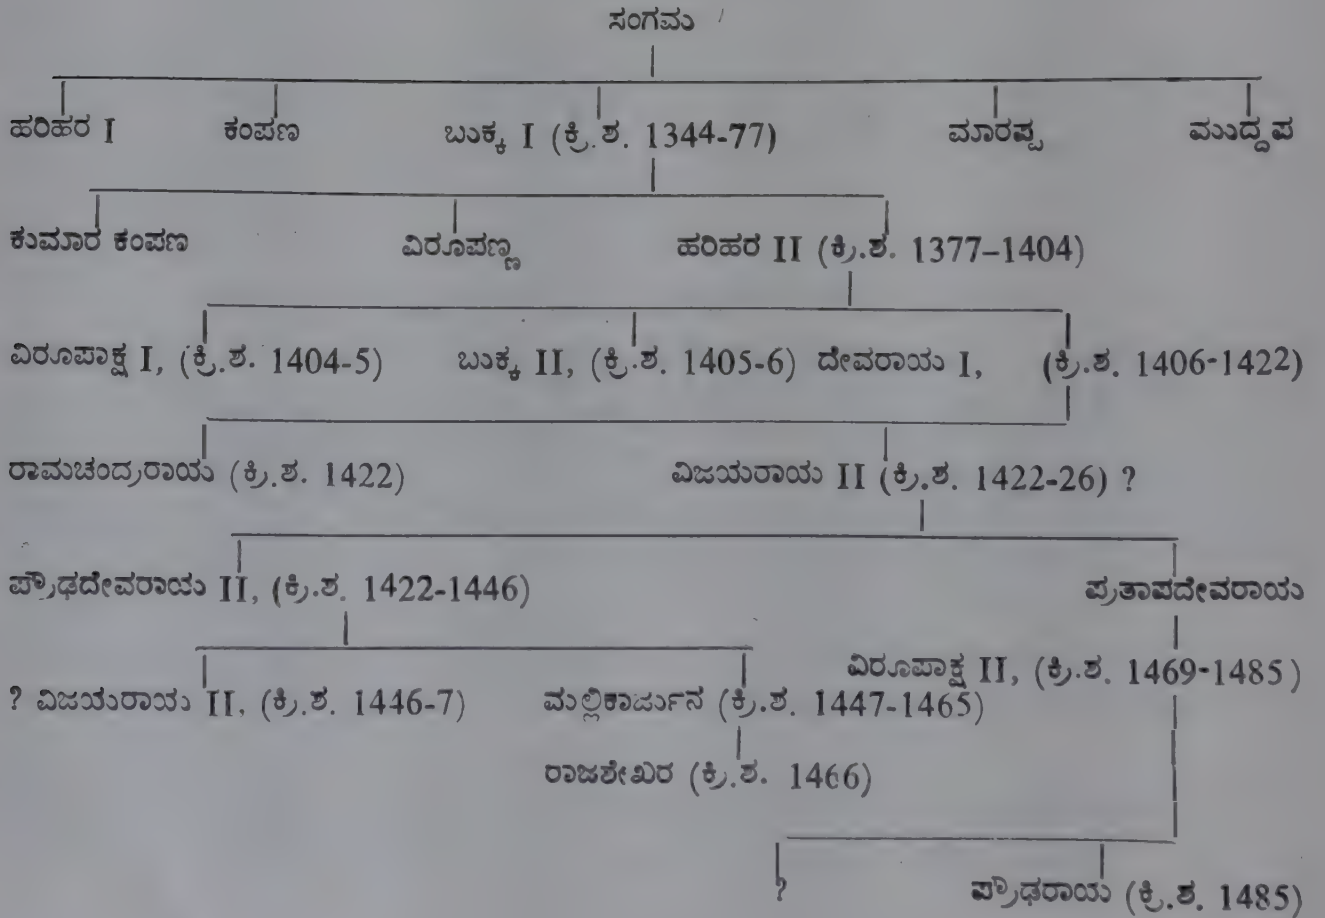 ಸಂಗಮ
ಹರಿಹರ I ಕಂಪಣ ಬುಕ್ಕ I (ಕ್ರಿ.ಶ. 1344-77) ಮಾರಪ್ಪ ಮುದ್ದಪ
ಕುಮಾರ ಕಂಪಣ ವಿರೂಪಣ್ಣ ಹರಿಹರ II (ಕ್ರಿ.ಶ. 1377–1404)
ವಿರೂಪಾಕ್ಷ I, (ಕ್ರಿ.ಶ. 1404-5) ಬುಕ್ಕ II, (ಕ್ರಿ.ಶ. 1405-6) ದೇವರಾಯ I, (ಕ್ರಿ.ಶ. 1406-1422)
ರಾಮಚಂದ್ರರಾಯ (ಕ್ರಿ.ಶ. 1422) ವಿಜಯರಾಯ II (ಕ್ರಿ.ಶ. 1422-26) ?
ಪ್ರೌಢದೇವರಾಯ II, (ಕ್ರಿ.ಶ. 1422-1446) ಪ್ರತಾಪದೇವರಾಯ
ವಿರೂಪಾಕ್ಷ II, (ಕ್ರಿ.ಶ. 1469-1485)
? ವಿಜಯರಾಯ II, (ಕ್ರಿ.ಶ. 1446-7) ಮಲ್ಲಿಕಾರ್ಜುನ (ಕ್ರಿ.ಶ. 1447-1465)
ರಾಜಶೇಖರ (ಕ್ರಿ.ಶ. 1466)
? ಪ್ರೌಢರಾಯ (ಕ್ರಿ.ಶ. 1485)